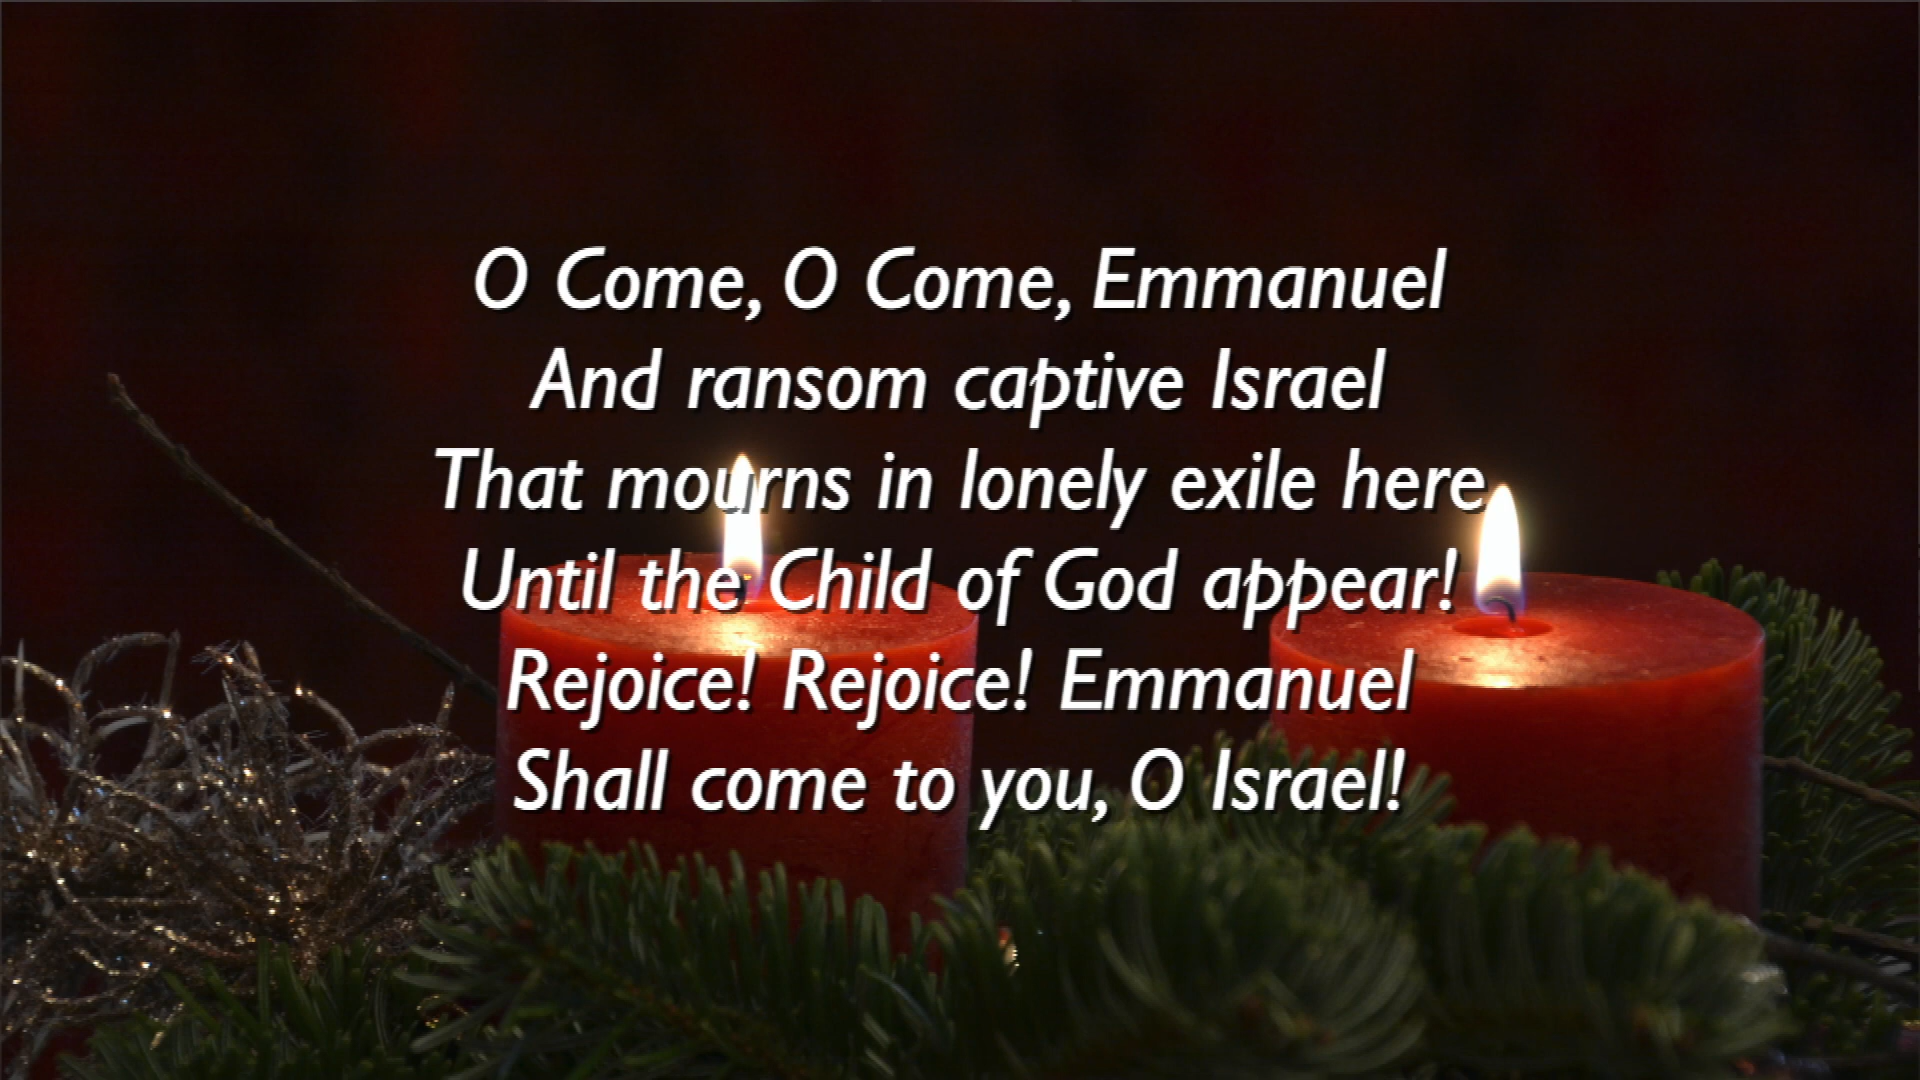 O Come, O Come, Emmanuel
And ransom captive Israel
That mourns in lonely exile here
Until the Child of God appear!
Rejoice! Rejoice! Emmanuel
Shall come to you, O Israel!